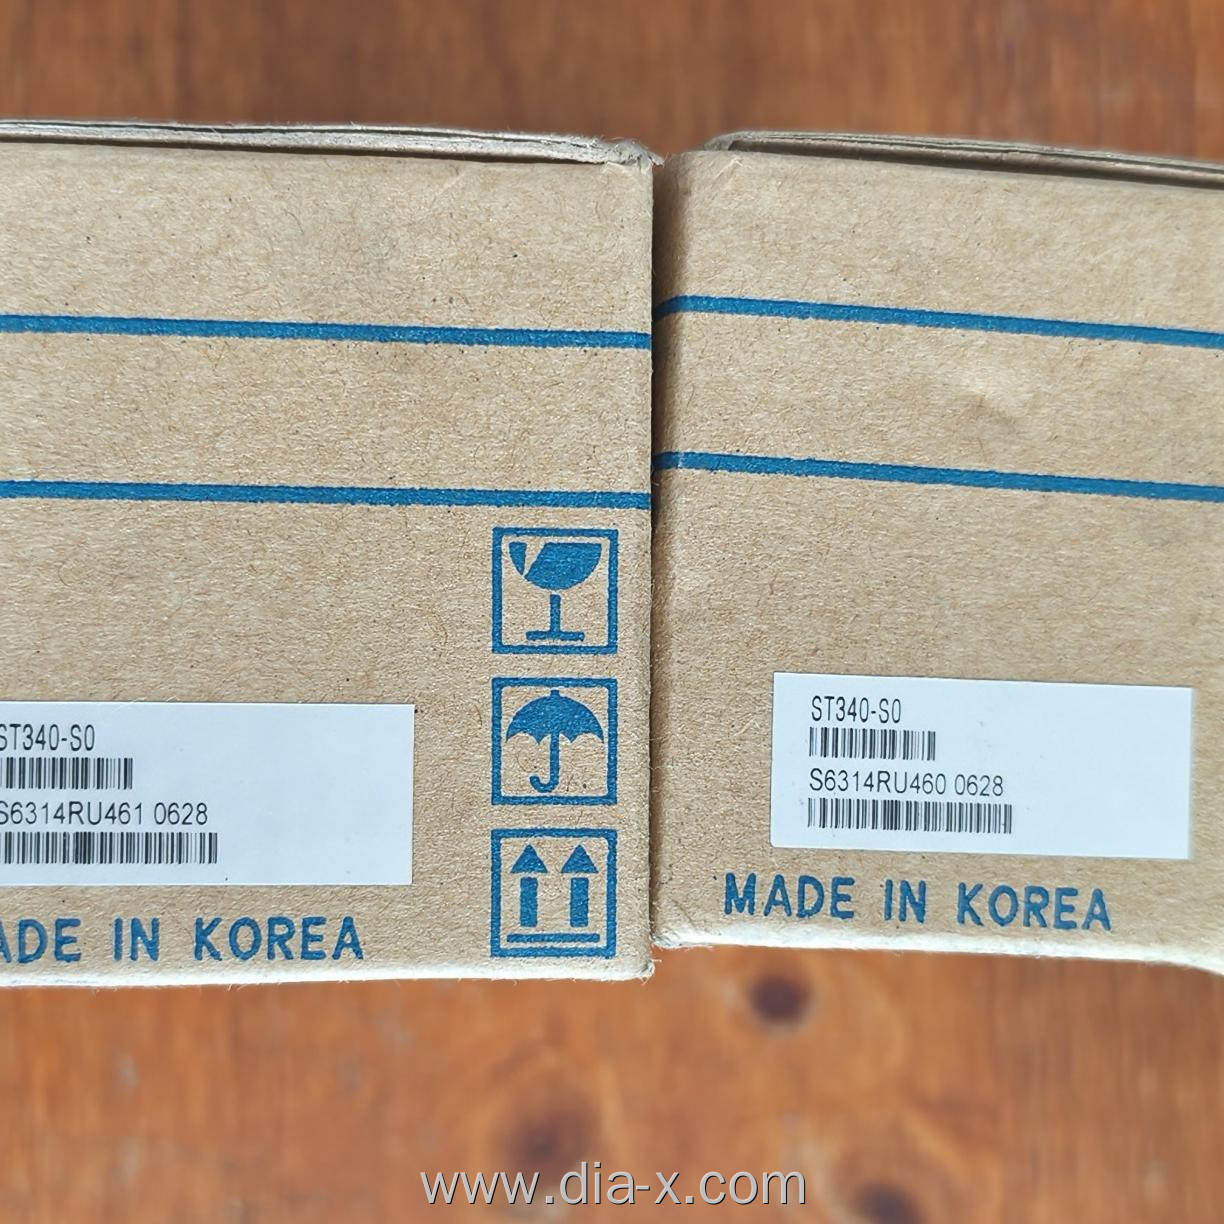 ST340-S0
S6314RU461 0628
ADE IN KOREA
ST340-S0
S6314RU460 0628
MADE IN KOREA
www.dia-x.com